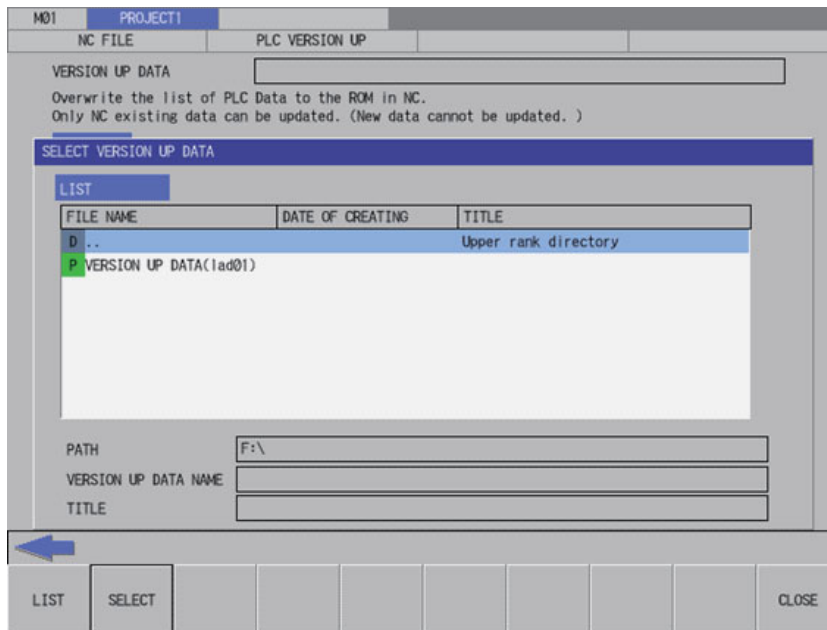 M01 PROJECT1
NC FILE PLC VERSION UP
VERSION UP DATA
Overwrite the list of PLC Data to the ROM in NC.
Only NC existing data can be updated. (New data cannot be updated. )
SELECT VERSION UP DATA
LIST
FILE NAME DATE OF CREATING TITLE
D .. Upper rank directory
P VERSION UP DATA(lad01)
PATH F:\
VERSION UP DATA NAME
TITLE
LIST SELECT CLOSE